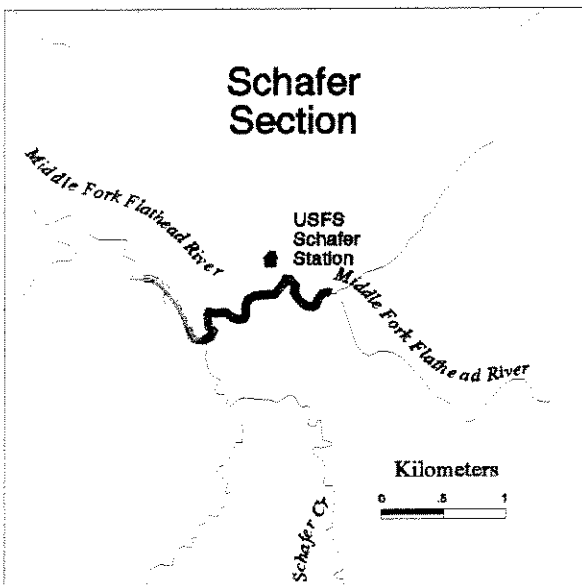 Schafer
Section
Middle Fork Flathead River
USFS
Schafer
Station
Middle Fork Flathead River
Kilometers
0 .5 1
Schafer Cr